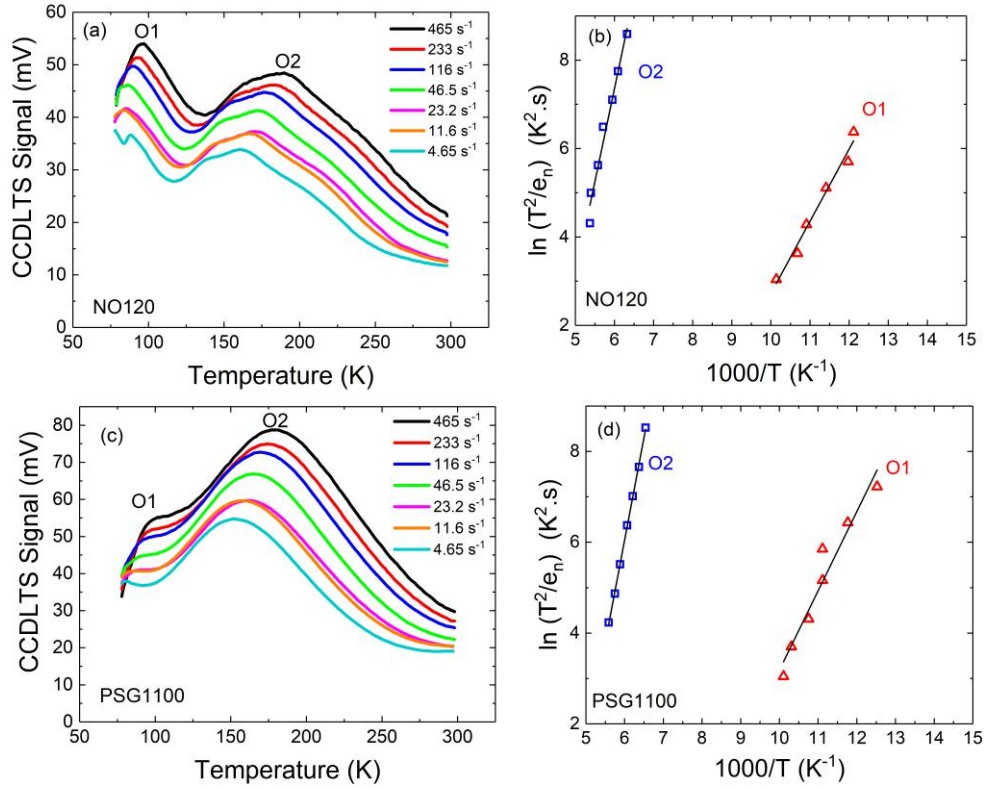 (a)
O1
O2
465 s⁻¹
233 s⁻¹
116 s⁻¹
46.5 s⁻¹
23.2 s⁻¹
11.6 s⁻¹
4.65 s⁻¹
60
50
40
30
20
10
0
CCDLTS Signal (mV)
NO120
50 100 150 200 250 300
Temperature (K)
(b)
O2
O1
8
6
4
2
ln (T²/eₙ) (K².s)
NO120
5 6 7 8 9 10 11 12 13 14 15
1000/T (K⁻¹)
(c)
O1
O2
465 s⁻¹
233 s⁻¹
116 s⁻¹
46.5 s⁻¹
23.2 s⁻¹
11.6 s⁻¹
4.65 s⁻¹
80
70
60
50
40
30
20
10
0
CCDLTS Signal (mV)
PSG1100
50 100 150 200 250 300
Temperature (K)
(d)
O2
O1
8
6
4
2
ln (T²/eₙ) (K².s)
PSG1100
5 6 7 8 9 10 11 12 13 14 15
1000/T (K⁻¹)